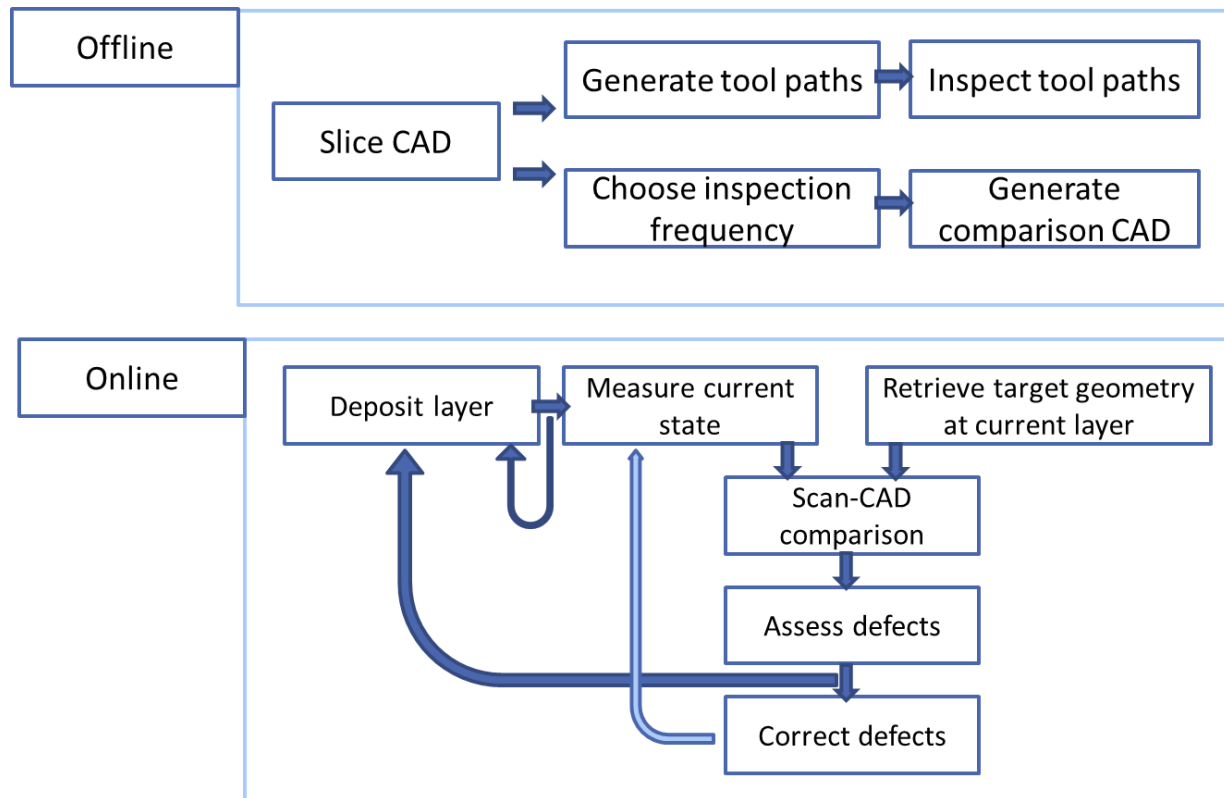 Offline
Generate tool paths
Inspect tool paths
Slice CAD
Choose inspection
frequency
Generate
comparison CAD
Online
Deposit layer
Measure current
state
Retrieve target geometry
at current layer
Scan-CAD
comparison
Assess defects
Correct defects